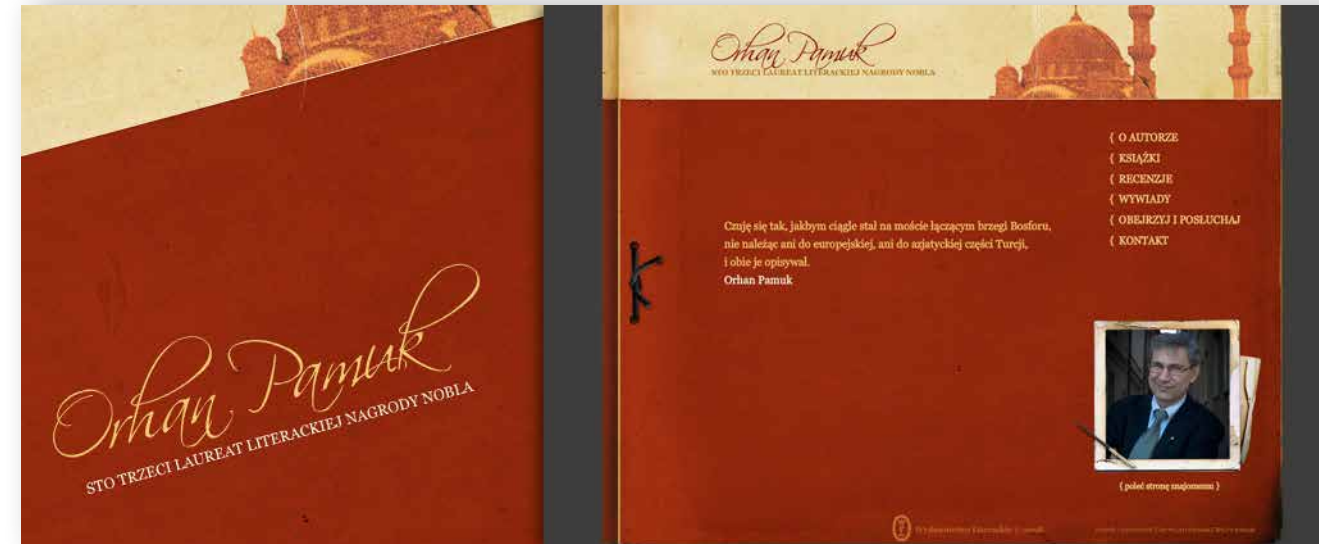 Orhan Pamuk
STO TRZECI LAUREAT LITERACKIEJ NAGRODY NOBLA
Orhan Pamuk
STO TRZECI LAUREAT LITERACKIEJ NAGRODY NOBLA
{ O AUTORZE
{ KSIĄŻKI
{ RECENZJE
{ WYWIADY
{ OBEJRZYJ I POSŁUCHAJ
{ KONTAKT
Czuję się tak, jakbym ciągle stał na moście łączącym brzegi Bosforu,
nie należąc ani do europejskiej, ani do azjatyckiej części Turcji,
i obie je opisywał.
Orhan Pamuk
{ poleć stronę znajomemu }
Wydawnictwo Literackie